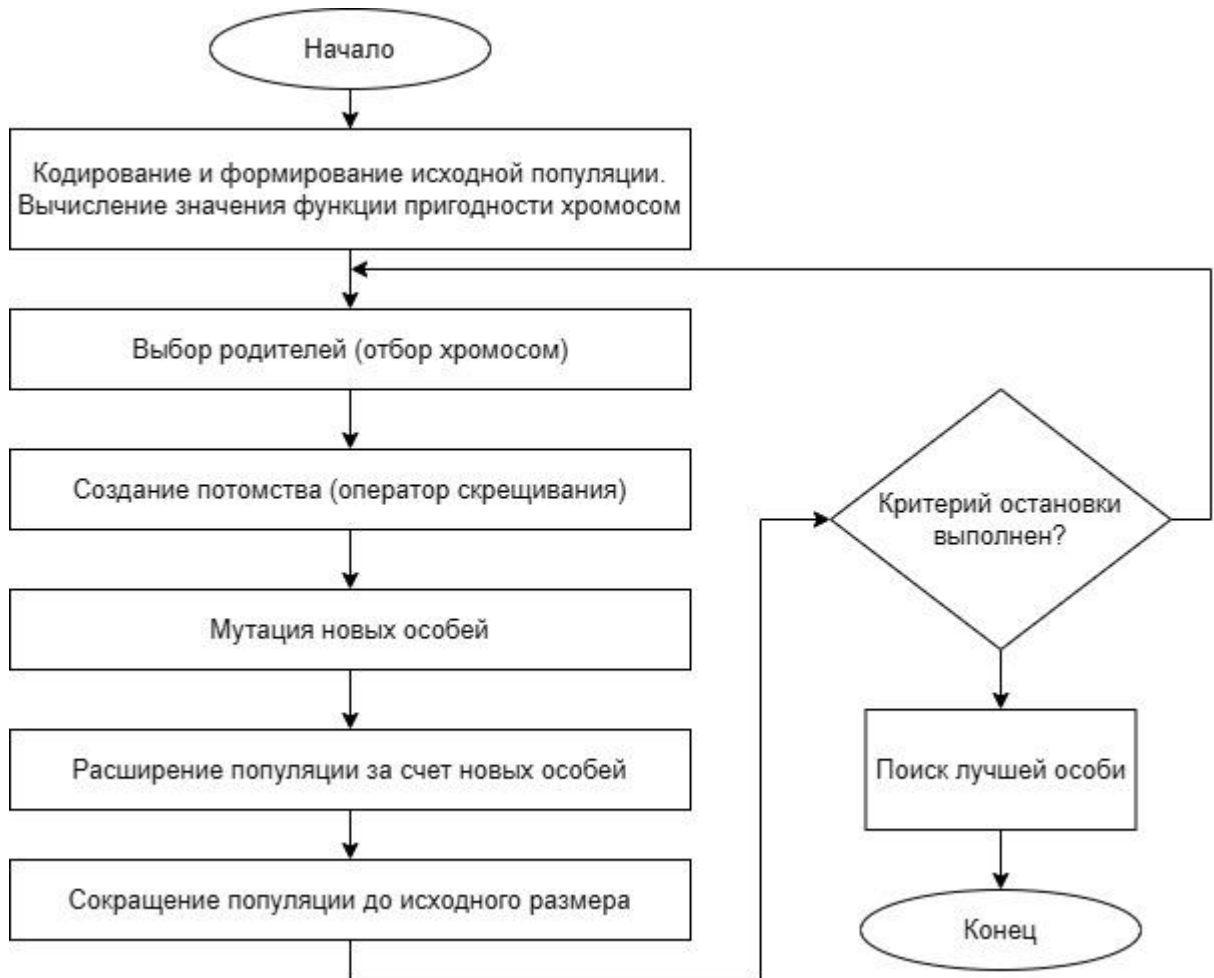 Начало
Кодирование и формирование исходной популяции.
Вычисление значения функции пригодности хромосом
Выбор родителей (отбор хромосом)
Создание потомства (оператор скрещивания)
Мутация новых особей
Расширение популяции за счет новых особей
Сокращение популяции до исходного размера
Критерий остановки
выполнен?
Поиск лучшей особи
Конец